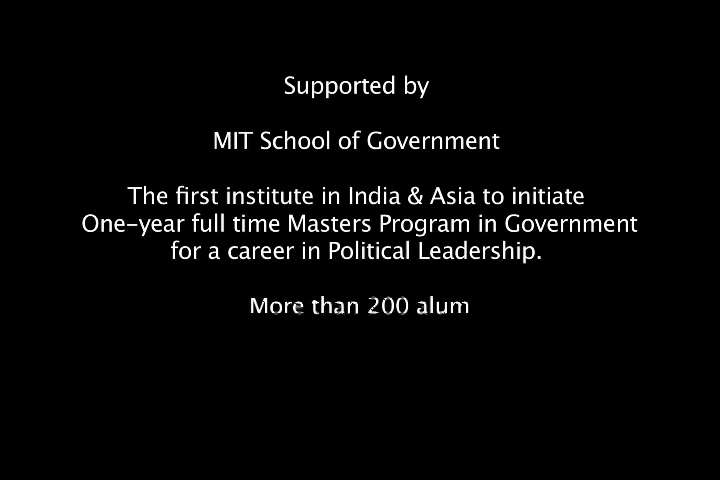 Supported by
MIT School of Government
The first institute in India & Asia to initiate
One-year full time Masters Program in Government
for a career in Political Leadership.
More than 200 alum